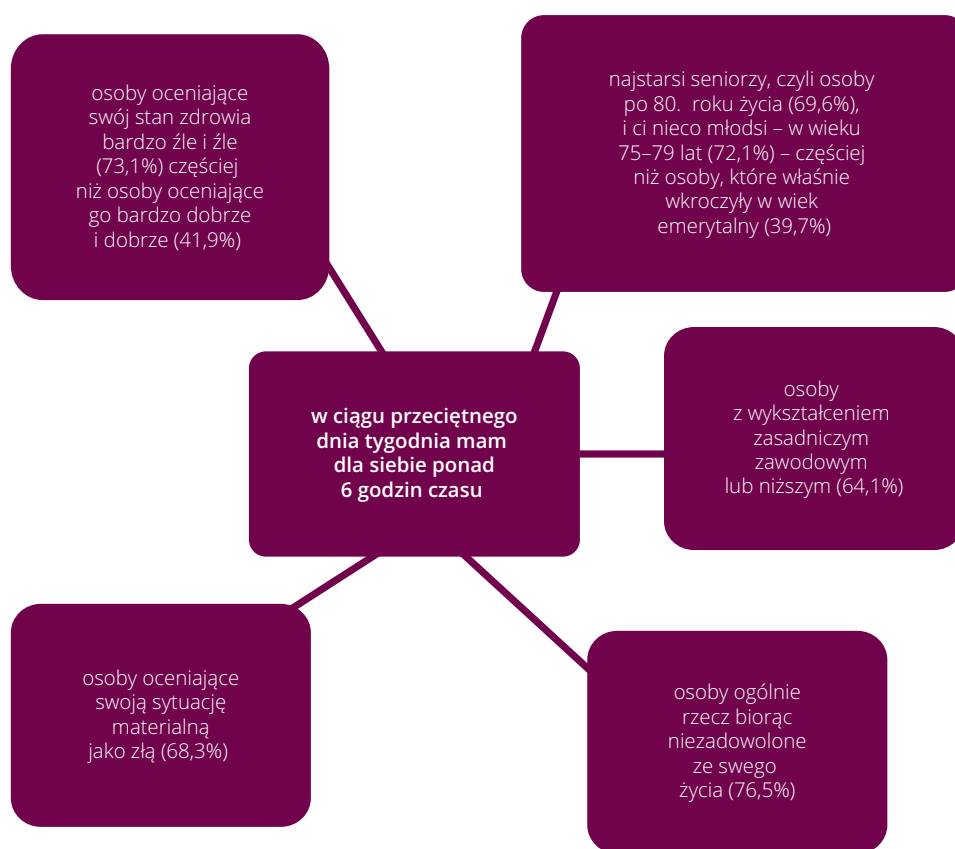 osoby oceniające
swój stan zdrowia
bardzo źle i źle
(73,1%) częściej
niż osoby oceniające
go bardzo dobrze
i dobrze (41,9%)
najstarsi seniorzy, czyli osoby
po 80. roku życia (69,6%),
i ci nieco młodsi – w wieku
75–79 lat (72,1%) – częściej
niż osoby, które właśnie
wkroczyły w wiek
emerytalny (39,7%)
w ciągu przeciętnego
dnia tygodnia mam
dla siebie ponad
6 godzin czasu
osoby
z wykształceniem
zasadniczym
zawodowym
lub niższym (64,1%)
osoby oceniające
swoją sytuację
materialną
jako złą (68,3%)
osoby ogólnie
rzecz biorąc
niezadowolone
ze swego
życia (76,5%)